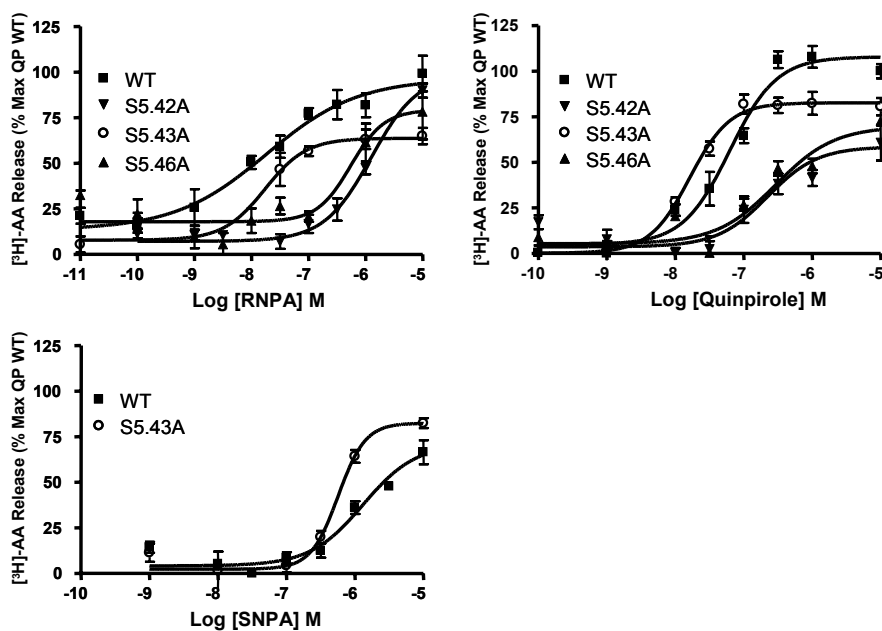 [³H]-AA Release (% Max QP WT)
125
100
75
50
25
0
WT
S5.42A
S5.43A
S5.46A
-11 -10 -9 -8 -7 -6 -5
Log [RNPA] M
[³H]-AA Release (% Max QP WT)
125
100
75
50
25
0
WT
S5.42A
S5.43A
S5.46A
-10 -9 -8 -7 -6 -5
Log [Quinpirole] M
[³H]-AA Release (% Max QP WT)
125
100
75
50
25
0
WT
S5.43A
-10 -9 -8 -7 -6 -5
Log [SNPA] M